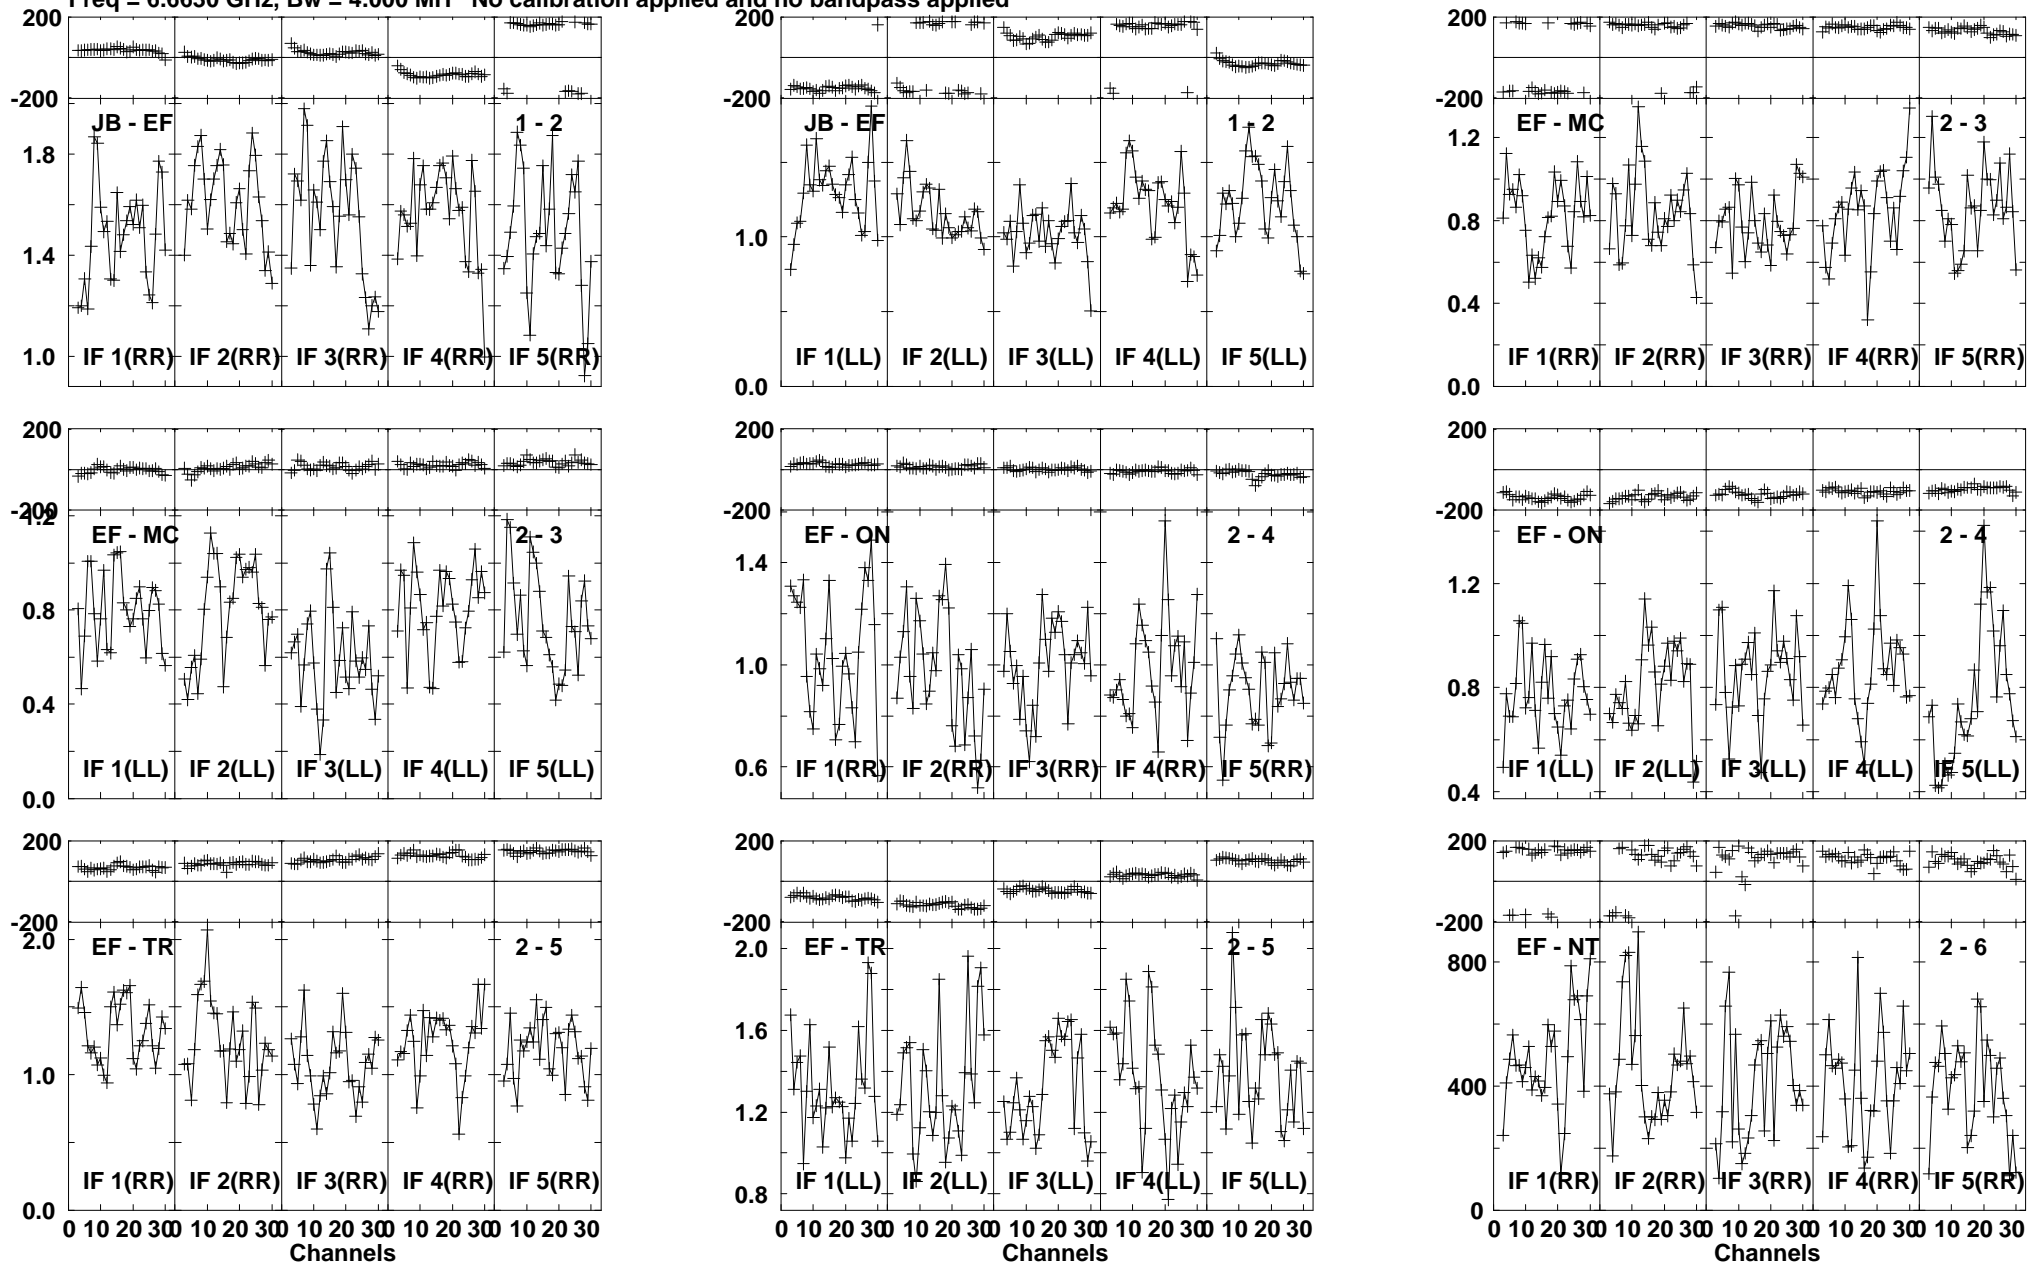 Freq = 6.6630 GHz, Bw = 4.000 MH No calibration applied and no bandpass applied
200 200 200
-200 -200 -200
JB - EF 1 - 2 JB - EF 1 - 2 EF - MC 2 - 3
1.8 1.4 1.0
1.0 0.0
1.2 0.8 0.4 0.0
IF 1(RR) IF 2(RR) IF 3(RR) IF 4(RR) IF 5(RR)
IF 1(LL) IF 2(LL) IF 3(LL) IF 4(LL) IF 5(LL)
IF 1(RR) IF 2(RR) IF 3(RR) IF 4(RR) IF 5(RR)
200 200 200
-200 -200 -200
EF - MC 2 - 3 EF - ON 2 - 4 EF - ON 2 - 4
1.2 0.8 0.4 0.0
1.4 1.0 0.6
1.2 0.8 0.4
IF 1(LL) IF 2(LL) IF 3(LL) IF 4(LL) IF 5(LL)
IF 1(RR) IF 2(RR) IF 3(RR) IF 4(RR) IF 5(RR)
IF 1(LL) IF 2(LL) IF 3(LL) IF 4(LL) IF 5(LL)
200 200 200
-200 -200 -200
EF - TR 2 - 5 EF - TR 2 - 5 EF - NT 2 - 6
2.0 1.0 0.0
2.0 1.6 1.2 0.8
800 400 0
IF 1(RR) IF 2(RR) IF 3(RR) IF 4(RR) IF 5(RR)
IF 1(LL) IF 2(LL) IF 3(LL) IF 4(LL) IF 5(LL)
IF 1(RR) IF 2(RR) IF 3(RR) IF 4(RR) IF 5(RR)
0 10 20 30 0 10 20 30 0 10 20 30 0 10 20 30 0 10 20 30
0 10 20 30 0 10 20 30 0 10 20 30 0 10 20 30 0 10 20 30
0 10 20 30 0 10 20 30 0 10 20 30 0 10 20 30 0 10 20 30
Channels Channels Channels